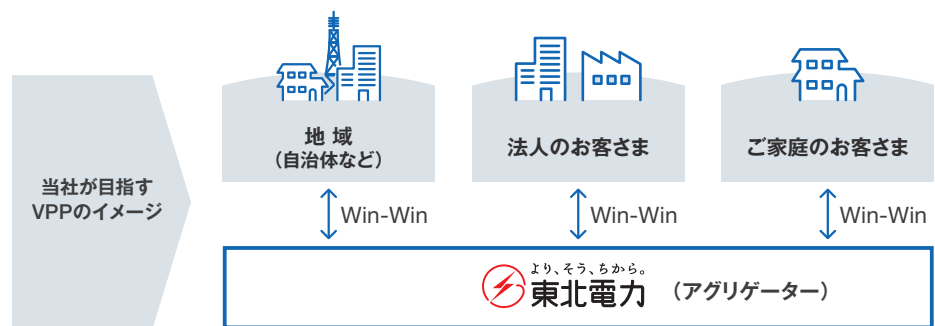 当社が目指す
VPPのイメージ
地域
（自治体など）
法人のお客さま
ご家庭のお客さま
Win-Win
Win-Win
Win-Win
より、そう、ちから。
東北電力（アグリゲーター）